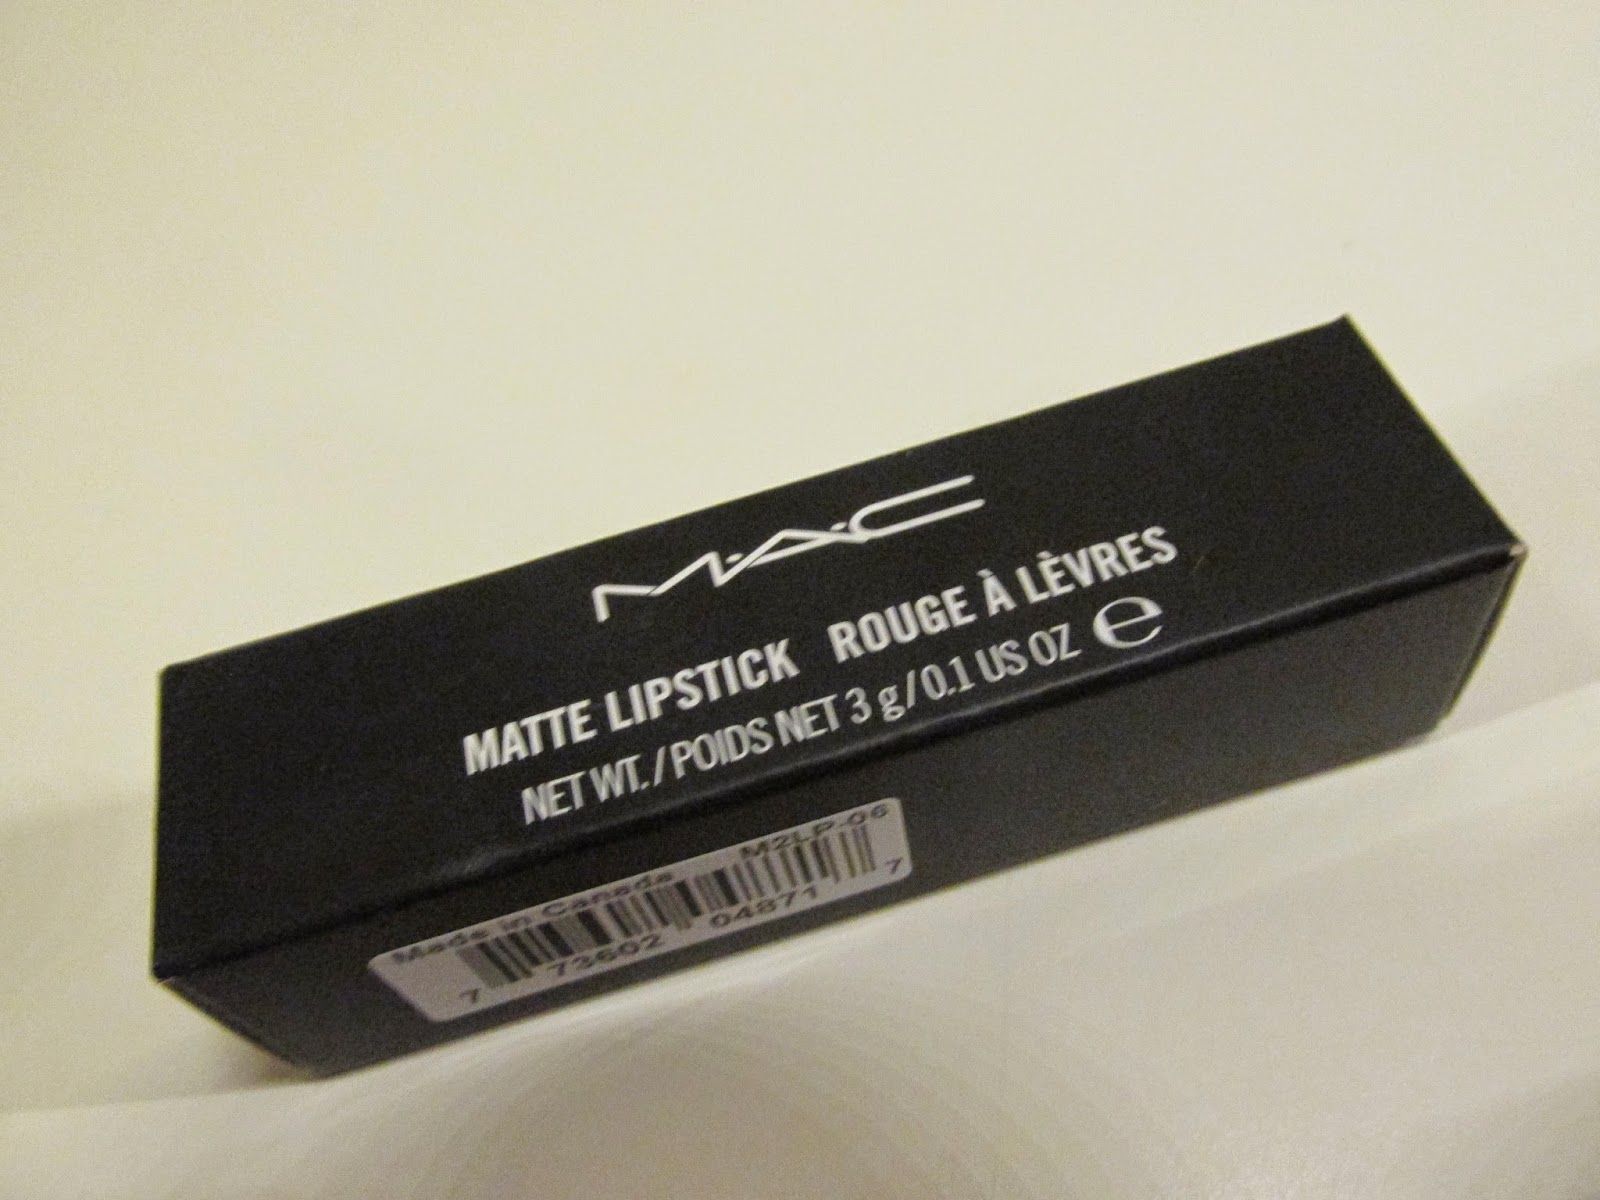 M·A·C
MATTE LIPSTICK ROUGE À LÈVRES
NET WT./POIDS NET 3 g/0.1 US OZ ℮
Made in Canada M2LP-06
7 73602 04871 7